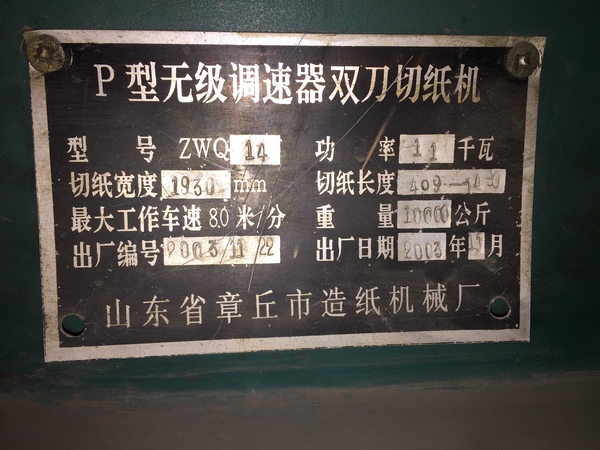 P型无级调速器双刀切纸机
型 号 ZWQ 14 功 率 11 千瓦
切纸宽度 1930 mm 切纸长度
最大工作车速 80 米/分 重 量 10000 公斤
出厂编号 2003 11 22 出厂日期 2003 年 月
山东省章丘市造纸机械厂